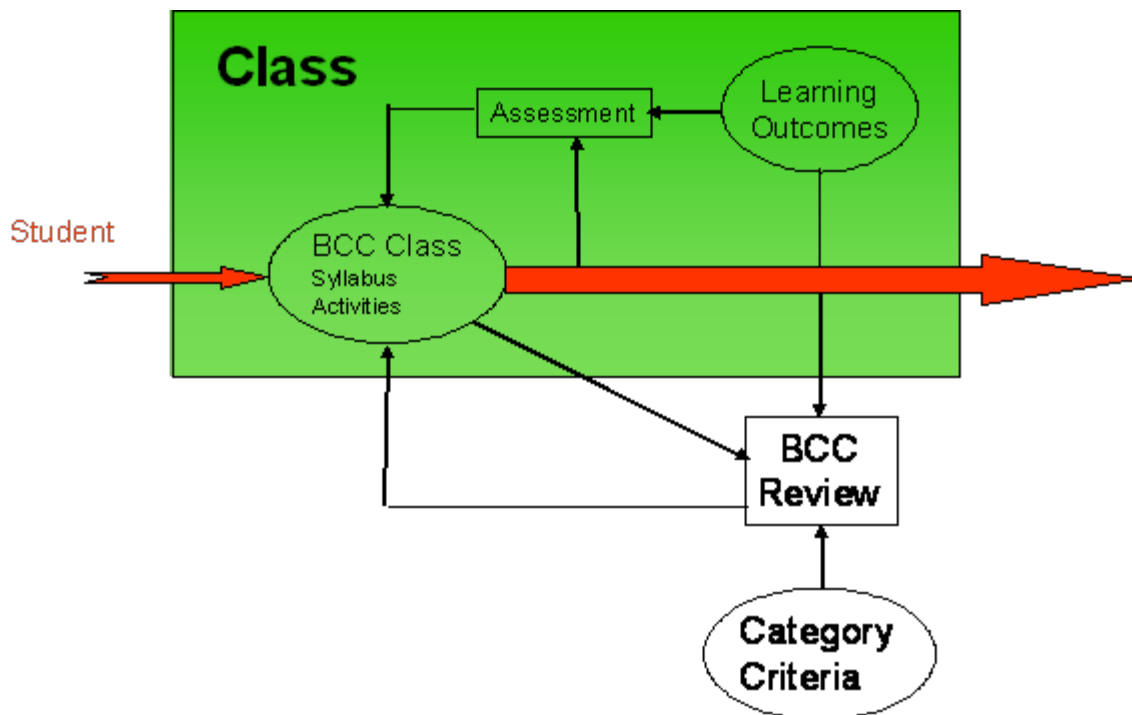 Class
Assessment
Learning
Outcomes
Student
BCC Class
Syllabus
Activities
BCC
Review
Category
Criteria